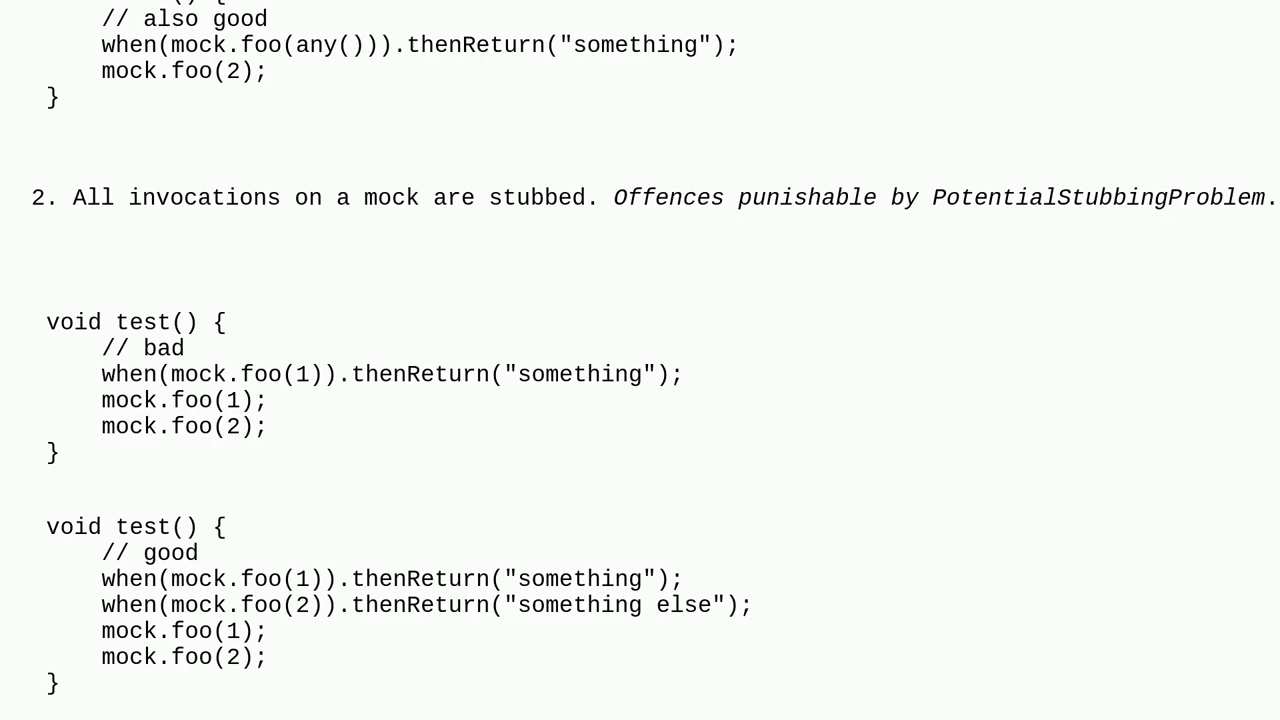 () {
// also good
when(mock.foo(any())).thenReturn("something");
mock.foo(2);
}
2. All invocations on a mock are stubbed. Offences punishable by PotentialStubbingProblem.
void test() {
// bad
when(mock.foo(1)).thenReturn("something");
mock.foo(1);
mock.foo(2);
}
void test() {
// good
when(mock.foo(1)).thenReturn("something");
when(mock.foo(2)).thenReturn("something else");
mock.foo(1);
mock.foo(2);
}